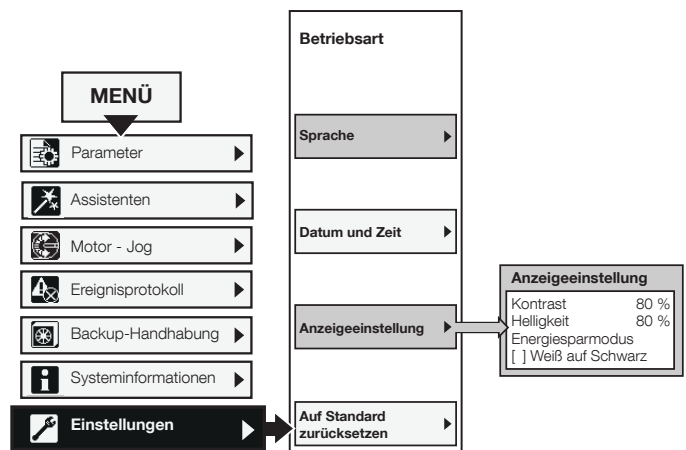 MENÜ
Parameter
Assistenten
Motor - Jog
Ereignisprotokoll
Backup-Handhabung
Systeminformationen
Einstellungen
Betriebsart
Sprache
Datum und Zeit
Anzeigeeinstellung
Auf Standard
zurücksetzen
Anzeigeeinstellung
Kontrast 80 %
Helligkeit 80 %
Energiesparmodus
[ ] Weiß auf Schwarz